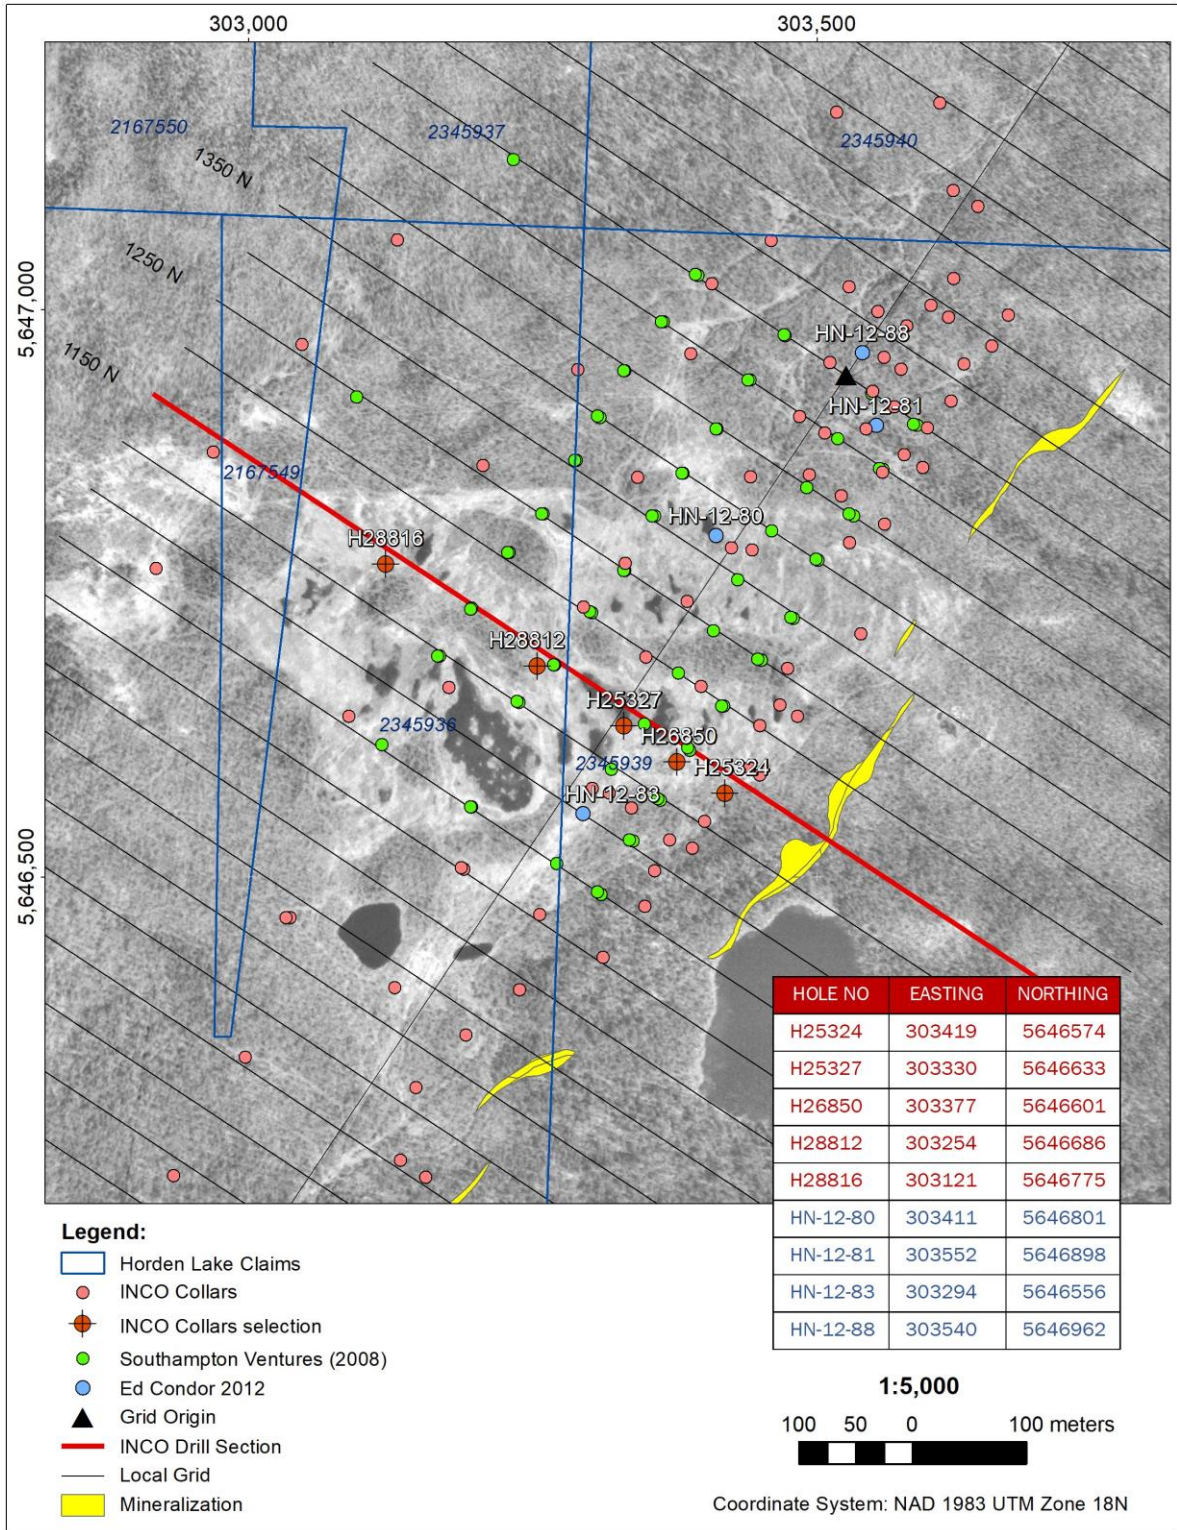 303,000 303,500
2167550 2345937 2345940
1350 N
1250 N
5,647,000
HN-12-88
1150 N
HN-12-81
2167549
HN-12-80
H28816
H28812
H25327
2345936
H26850
2345939 H25324
HN-12-83
5,646,500
HOLE NO EASTING NORTHING
H25324 303419 5646574
H25327 303330 5646633
H26850 303377 5646601
H28812 303254 5646686
H28816 303121 5646775
HN-12-80 303411 5646801
HN-12-81 303552 5646898
HN-12-83 303294 5646556
HN-12-88 303540 5646962
Legend:
Horden Lake Claims
INCO Collars
INCO Collars selection
Southampton Ventures (2008)
Ed Condor 2012
Grid Origin
INCO Drill Section
Local Grid
Mineralization
1:5,000
100 50 0 100 meters
Coordinate System: NAD 1983 UTM Zone 18N